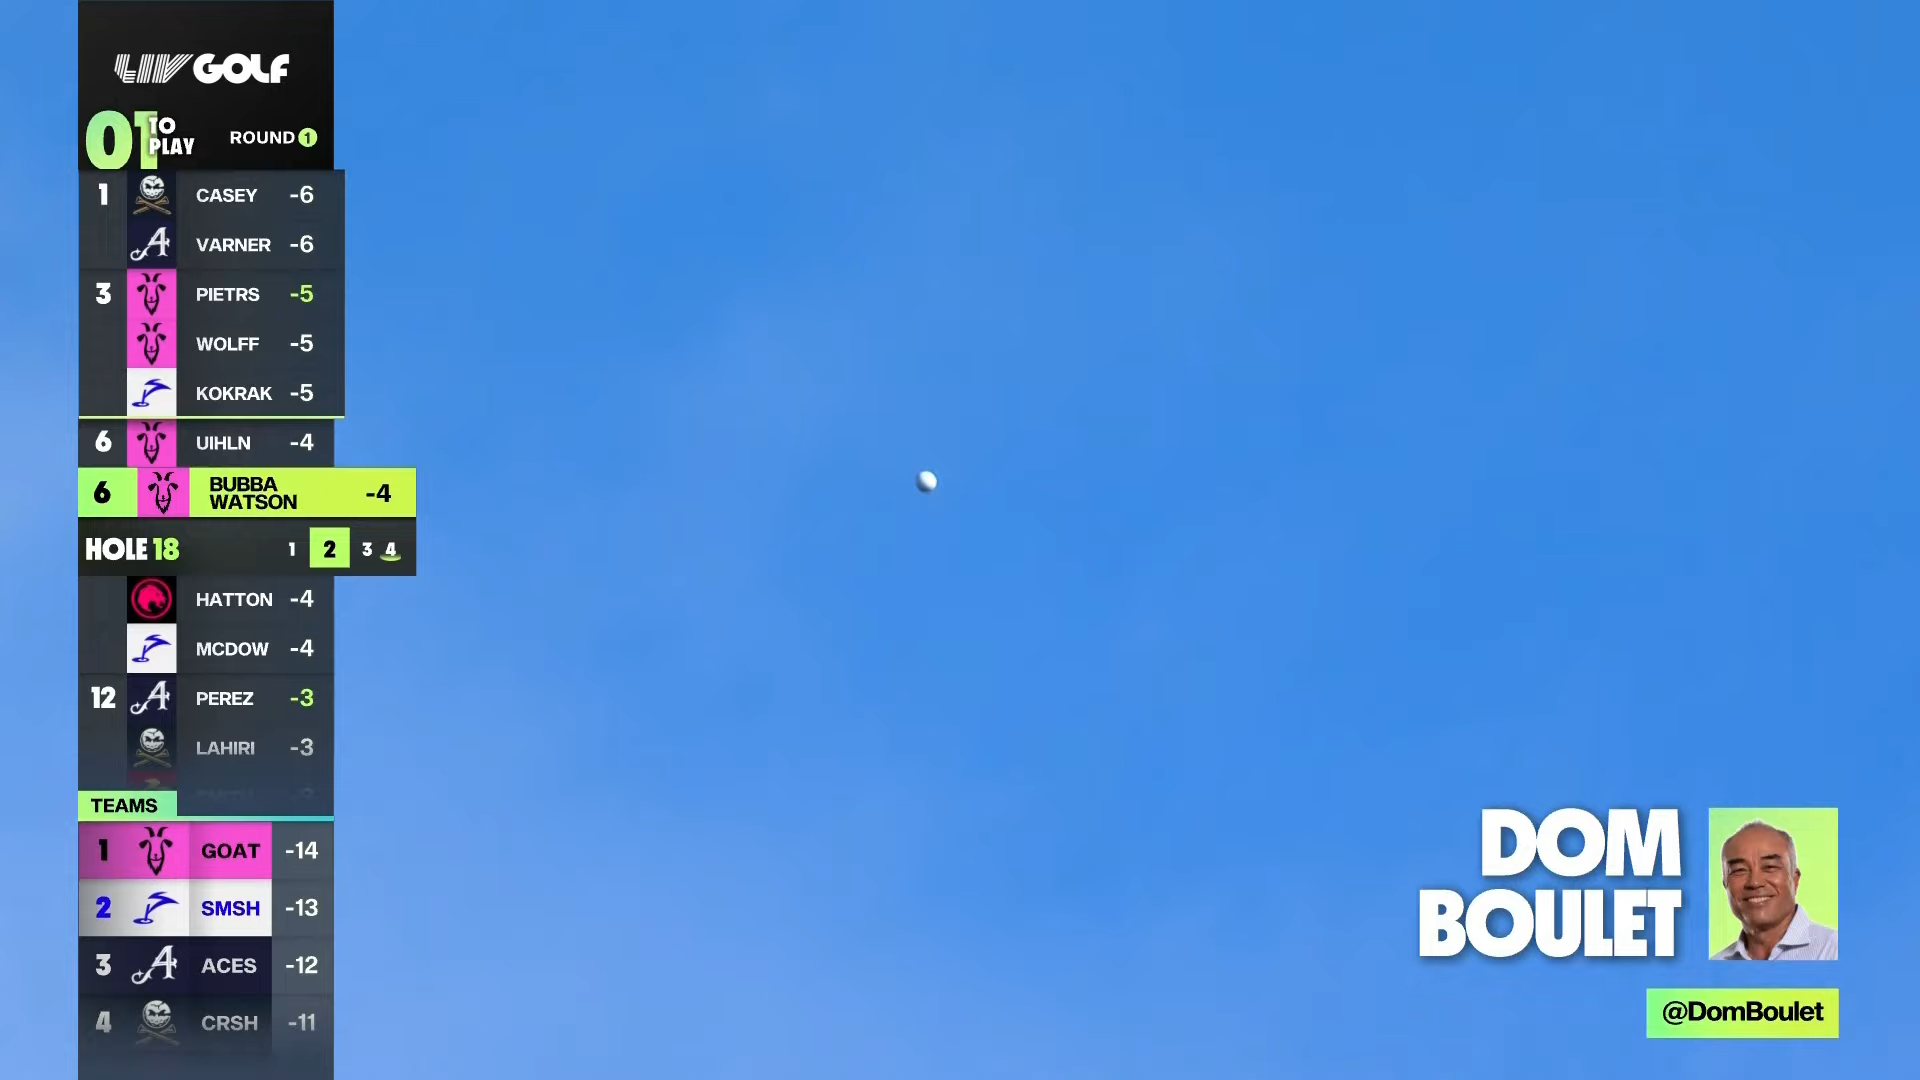 LIV GOLF
01 TO PLAY ROUND 1
1 CASEY -6
VARNER -6
3 PIETRS -5
WOLFF -5
KOKRAK -5
6 UIHLN -4
6 BUBBA WATSON -4
HOLE 18 1 2 3 4
HATTON -4
MCDOW -4
12 PEREZ -3
LAHIRI -3
TEAMS
1 GOAT -14
2 SMSH -13
3 ACES -12
4 CRSH -11
DOM
BOULET
@DomBoulet